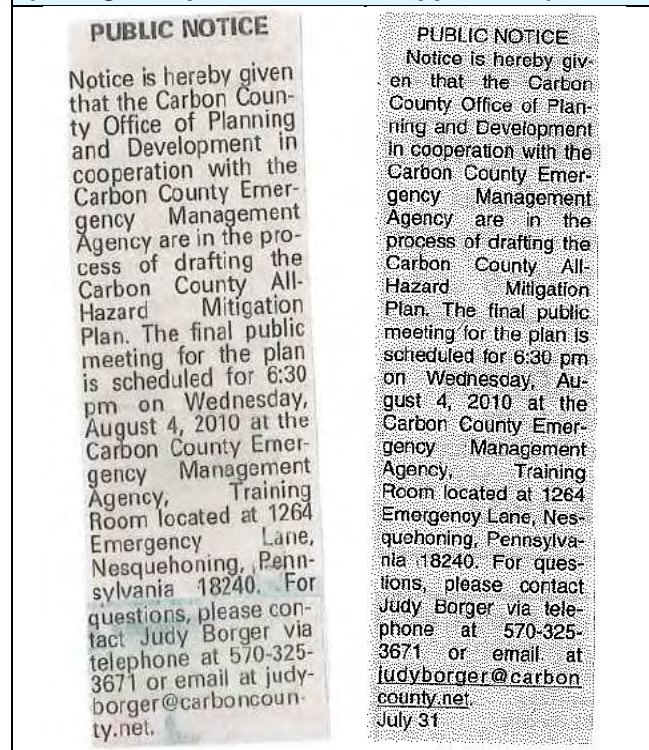 PUBLIC NOTICE
Notice is hereby given
that the Carbon Coun-
ty Office of Planning
and Development in
cooperation with the
Carbon County Emer-
gency Management
Agency are in the pro-
cess of drafting the
Carbon County All-
Hazard Mitigation
Plan. The final public
meeting for the plan
is scheduled for 6:30
pm on Wednesday,
August 4, 2010 at the
Carbon County Emer-
gency Management
Agency, Training
Room located at 1264
Emergency Lane,
Nesquehoning, Penn-
sylvania 18240. For
questions, please con-
tact Judy Borger via
telephone at 570-325-
3671 or email at judy-
borger@carboncoun-
ty.net.
PUBLIC NOTICE
Notice is hereby giv-
en that the Carbon
County Office of Plan-
ning and Development
in cooperation with the
Carbon County Emer-
gency Management
Agency are in the
process of drafting the
Carbon County All-
Hazard Mitigation
Plan. The final public
meeting for the plan is
scheduled for 6:30 pm
on Wednesday, Au-
gust 4, 2010 at the
Carbon County Emer-
gency Management
Agency, Training
Room located at 1264
Emergency Lane, Nes-
quehoning, Pennsylva-
nia 18240. For ques-
tions, please contact
Judy Borger via tele-
phone at 570-325-
3671 or email at
judyborger@carbon
county.net.
July 31